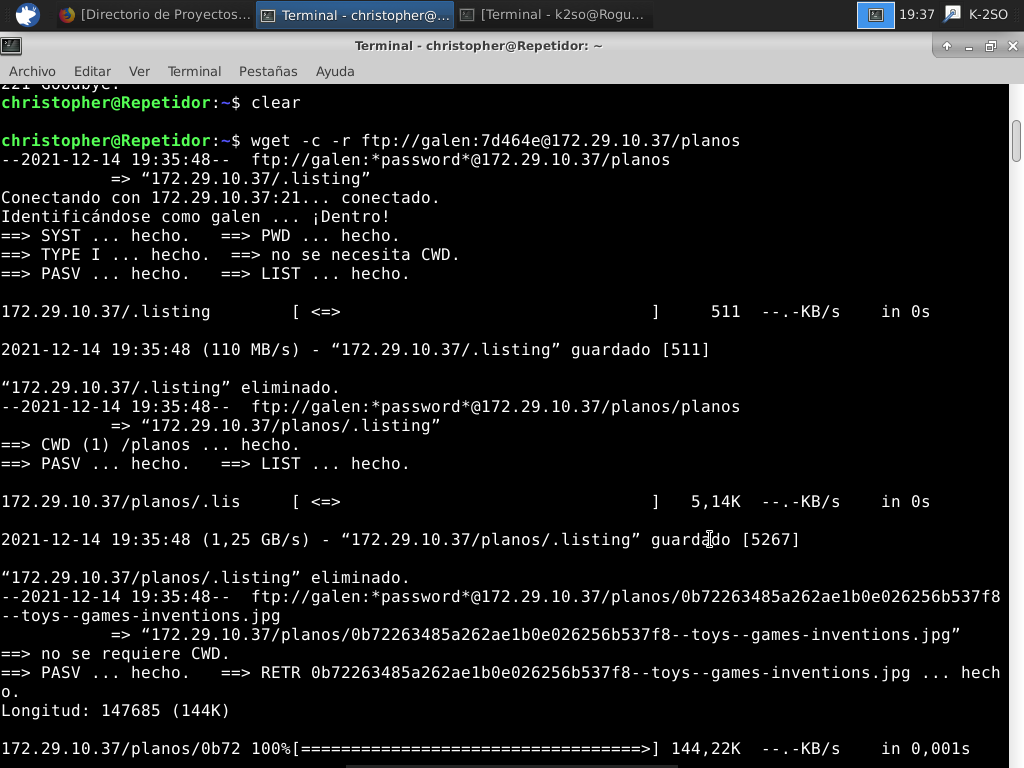 [Directorio de Proyectos... Terminal - christopher@... [Terminal - k2so@Rogu... 19:37 K-2SO
Terminal - christopher@Repetidor: ~
Archivo Editar Ver Terminal Pestañas Ayuda
221 Goodbye.
christopher@Repetidor:~$ clear
christopher@Repetidor:~$ wget -c -r ftp://galen:7d464e@172.29.10.37/planos
--2021-12-14 19:35:48--  ftp://galen:*password*@172.29.10.37/planos
=> “172.29.10.37/.listing”
Conectando con 172.29.10.37:21... conectado.
Identificándose como galen ... ¡Dentro!
==> SYST ... hecho.   ==> PWD ... hecho.
==> TYPE I ... hecho.  ==> no se necesita CWD.
==> PASV ... hecho.   ==> LIST ... hecho.
172.29.10.37/.listing        [ <=>                               ]     511  --.-KB/s    in 0s
2021-12-14 19:35:48 (110 MB/s) - “172.29.10.37/.listing” guardado [511]
“172.29.10.37/.listing” eliminado.
--2021-12-14 19:35:48--  ftp://galen:*password*@172.29.10.37/planos/planos
=> “172.29.10.37/planos/.listing”
==> CWD (1) /planos ... hecho.
==> PASV ... hecho.   ==> LIST ... hecho.
172.29.10.37/planos/.lis     [ <=>                               ]   5,14K  --.-KB/s    in 0s
2021-12-14 19:35:48 (1,25 GB/s) - “172.29.10.37/planos/.listing” guardado [5267]
“172.29.10.37/planos/.listing” eliminado.
--2021-12-14 19:35:48--  ftp://galen:*password*@172.29.10.37/planos/0b72263485a262ae1b0e026256b537f8
--toys--games-inventions.jpg
=> “172.29.10.37/planos/0b72263485a262ae1b0e026256b537f8--toys--games-inventions.jpg”
==> no se requiere CWD.
==> PASV ... hecho.   ==> RETR 0b72263485a262ae1b0e026256b537f8--toys--games-inventions.jpg ... hech
o.
Longitud: 147685 (144K)
172.29.10.37/planos/0b72 100%[==================================>] 144,22K  --.-KB/s    in 0,001s